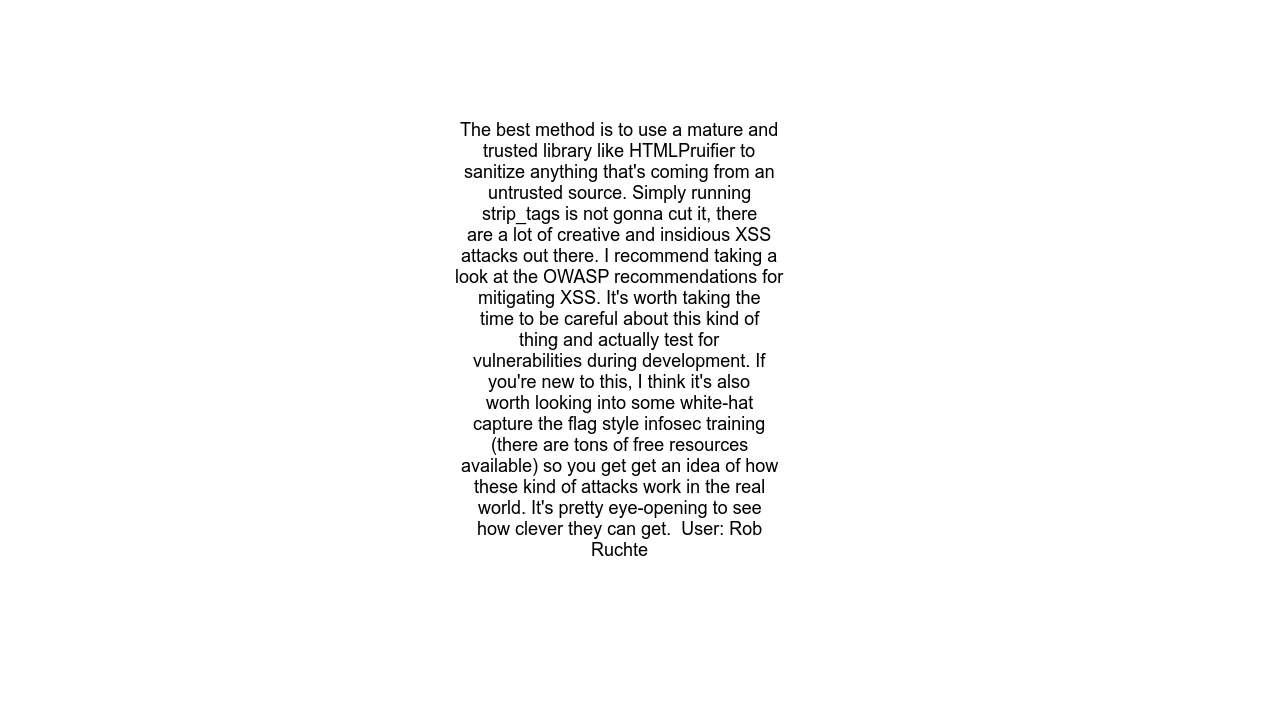 The best method is to use a mature and
trusted library like HTMLPruifier to
sanitize anything that's coming from an
untrusted source. Simply running
strip_tags is not gonna cut it, there
are a lot of creative and insidious XSS
attacks out there. I recommend taking a
look at the OWASP recommendations for
mitigating XSS. It's worth taking the
time to be careful about this kind of
thing and actually test for
vulnerabilities during development. If
you're new to this, I think it's also
worth looking into some white-hat
capture the flag style infosec training
(there are tons of free resources
available) so you get get an idea of how
these kind of attacks work in the real
world. It's pretty eye-opening to see
how clever they can get.  User: Rob
Ruchte